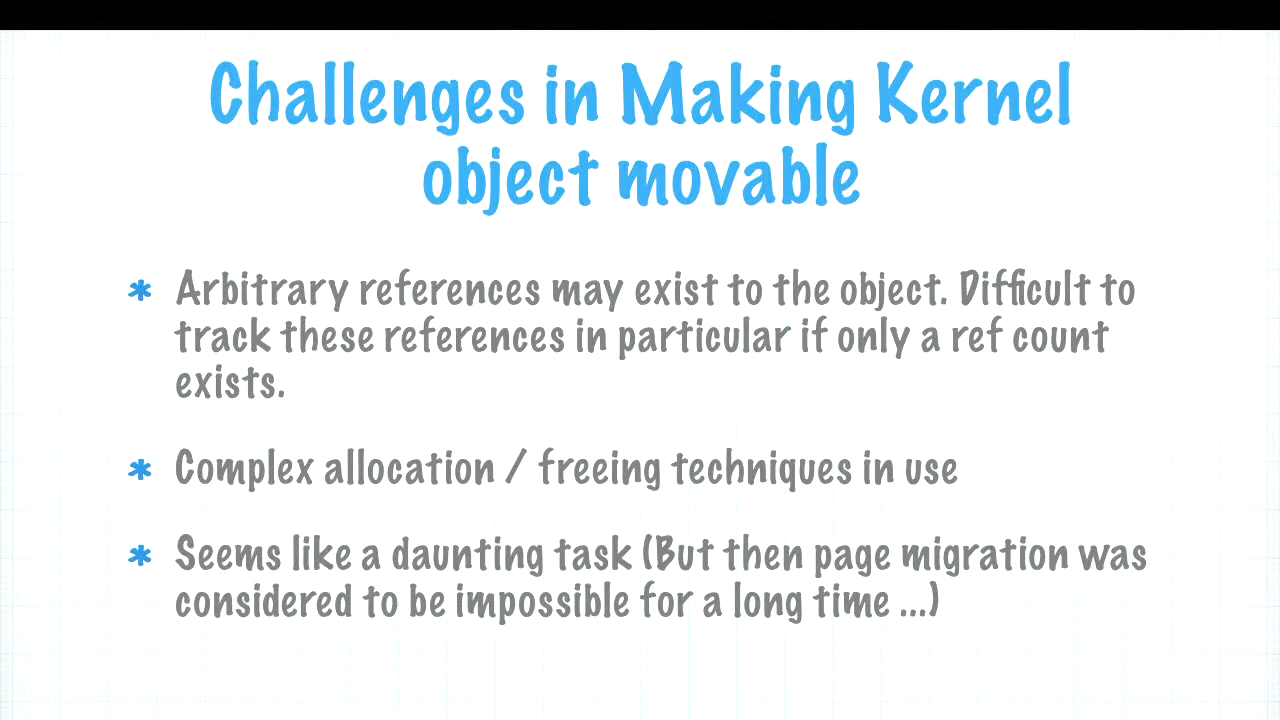 Challenges in Making Kernel
object movable
* Arbitrary references may exist to the object. Difficult to
track these references in particular if only a ref count
exists.
* Complex allocation / freeing techniques in use
* Seems like a daunting task (But then page migration was
considered to be impossible for a long time ...)